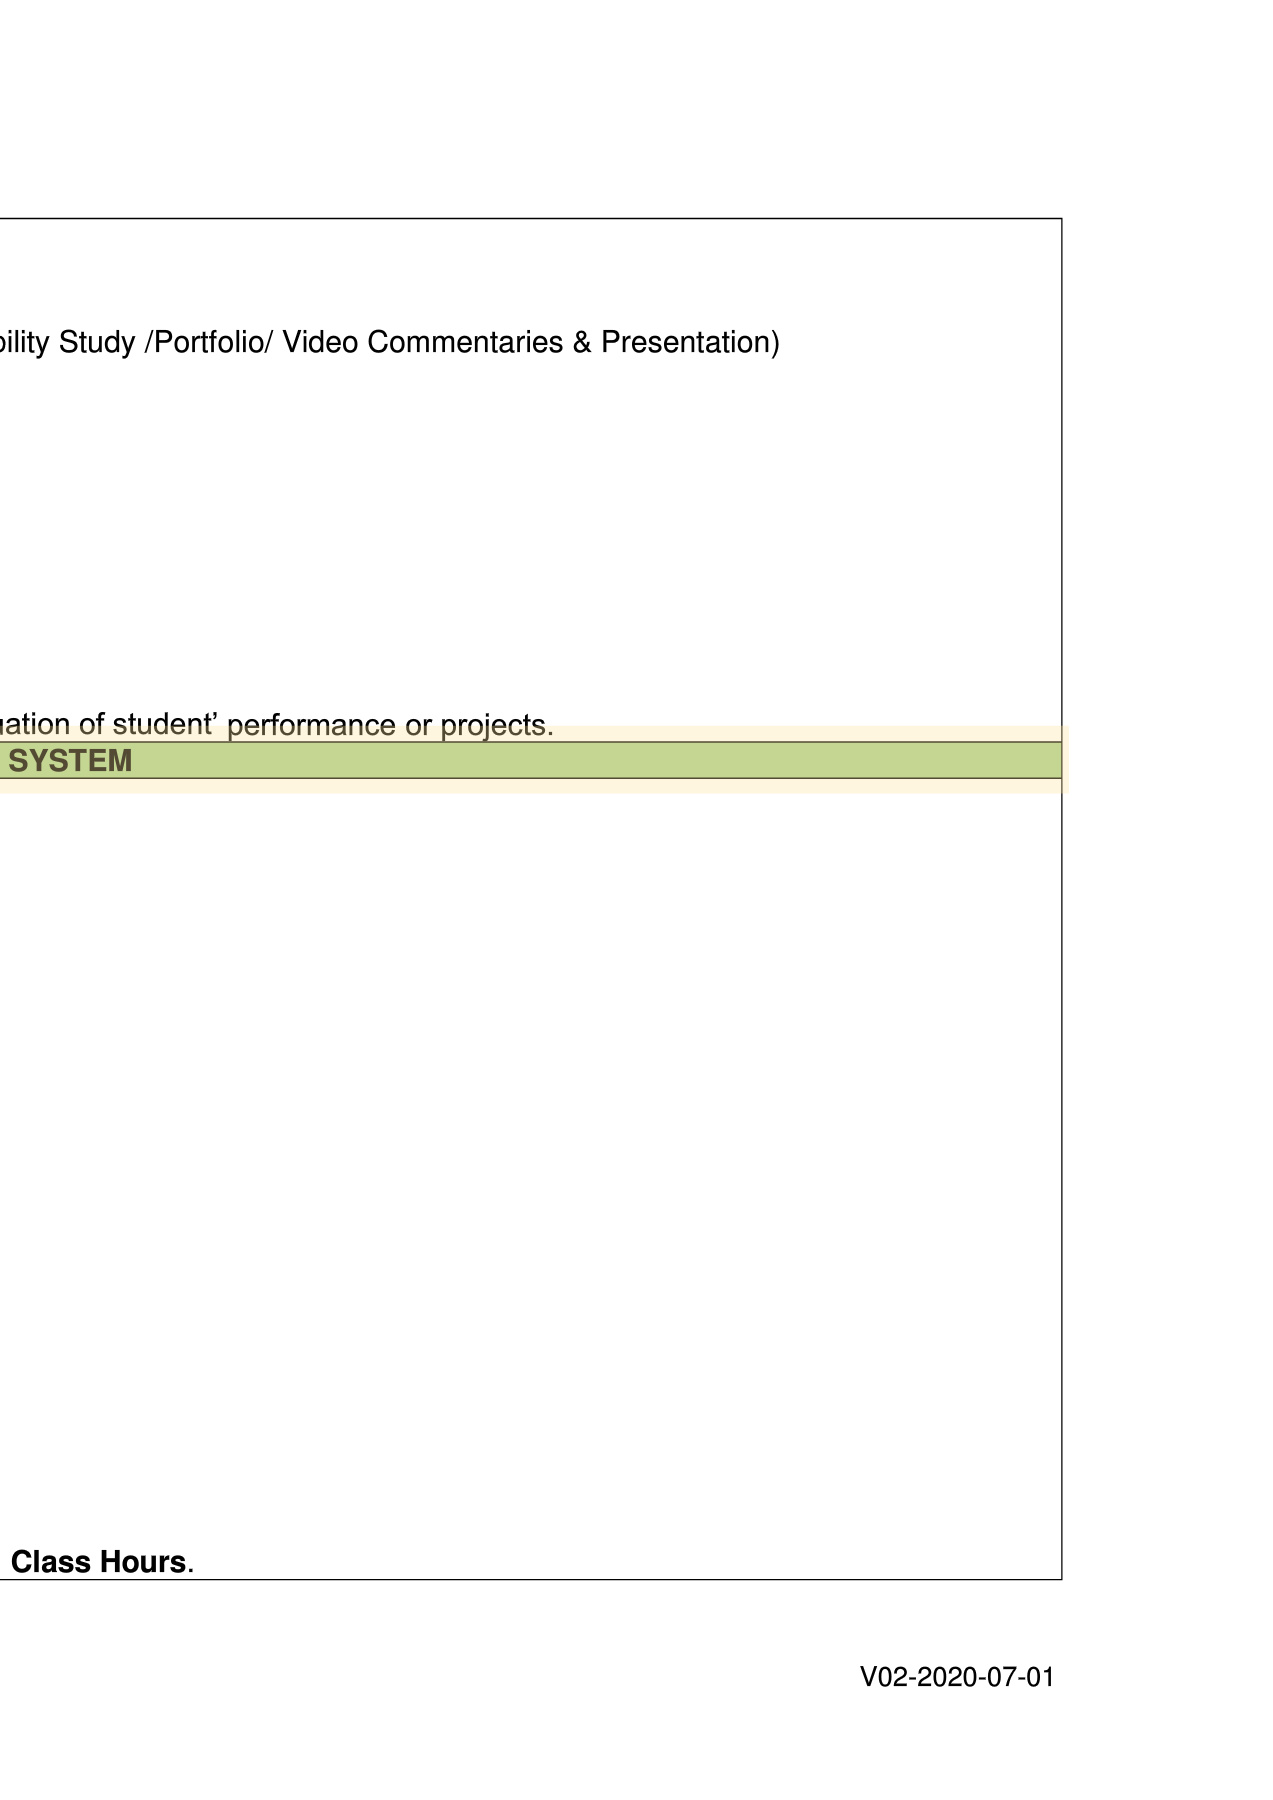 bility Study /Portfolio/ Video Commentaries & Presentation)
uation of student’ performance or projects.
SYSTEM
Class Hours.
V02-2020-07-01